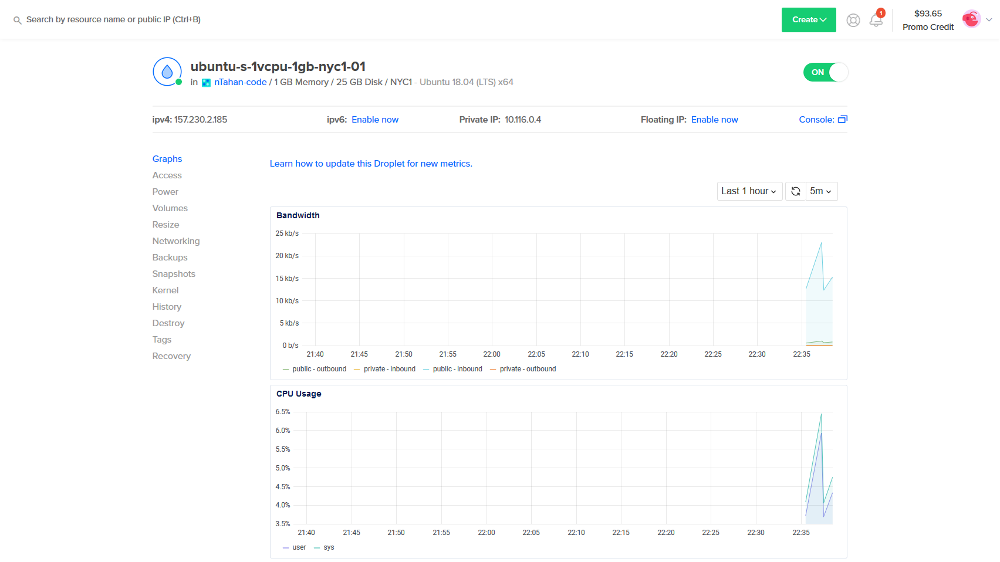 Search by resource name or public IP (Ctrl+B)
Create
1
$93.65
Promo Credit
ubuntu-s-1vcpu-1gb-nyc1-01
in nTahan-code / 1 GB Memory / 25 GB Disk / NYC1 - Ubuntu 18.04 (LTS) x64
ON
ipv4: 157.230.2.185 ipv6: Enable now Private IP: 10.116.0.4 Floating IP: Enable now Console:
Graphs
Access
Power
Volumes
Resize
Networking
Backups
Snapshots
Kernel
History
Destroy
Tags
Recovery
Learn how to update this Droplet for new metrics.
Last 1 hour 5m
Bandwidth
25 kb/s
20 kb/s
15 kb/s
10 kb/s
5 kb/s
0 b/s
21:40 21:45 21:50 21:55 22:00 22:05 22:10 22:15 22:20 22:25 22:30 22:35
public - outbound private - inbound public - inbound private - outbound
CPU Usage
6.5%
6.0%
5.5%
5.0%
4.5%
4.0%
3.5%
21:40 21:45 21:50 21:55 22:00 22:05 22:10 22:15 22:20 22:25 22:30 22:35
user sys